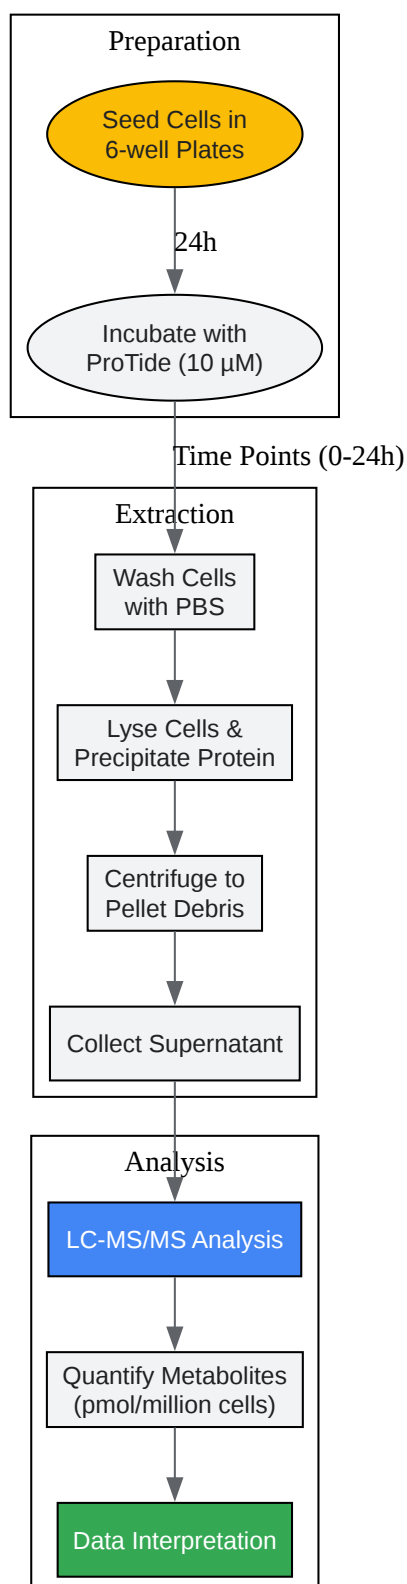 Preparation
Seed Cells in
6-well Plates
24h
Incubate with
ProTide (10 µM)
Time Points (0-24h)
Extraction
Wash Cells
with PBS
Lyse Cells &
Precipitate Protein
Centrifuge to
Pellet Debris
Collect Supernatant
Analysis
LC-MS/MS Analysis
Quantify Metabolites
(pmol/million cells)
Data Interpretation